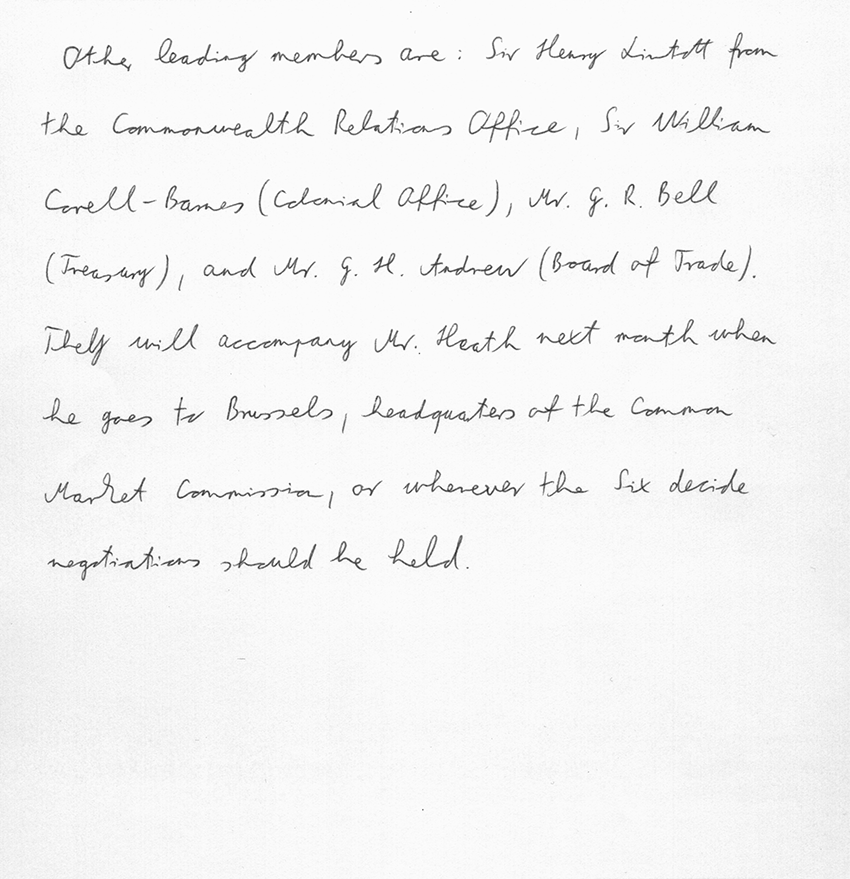 Other leading members are: Sir Henry Lintott from
the Commonwealth Relations Office, Sir William
Gorell-Barnes (Colonial Office), Mr. G. R. Bell
(Treasury), and Mr. G. H. Andrew (Board of Trade).
They will accompany Mr. Heath next month when
he goes to Brussels, headquaters of the Common
Market Commission, or wherever the Six decide
negotiations should be held.